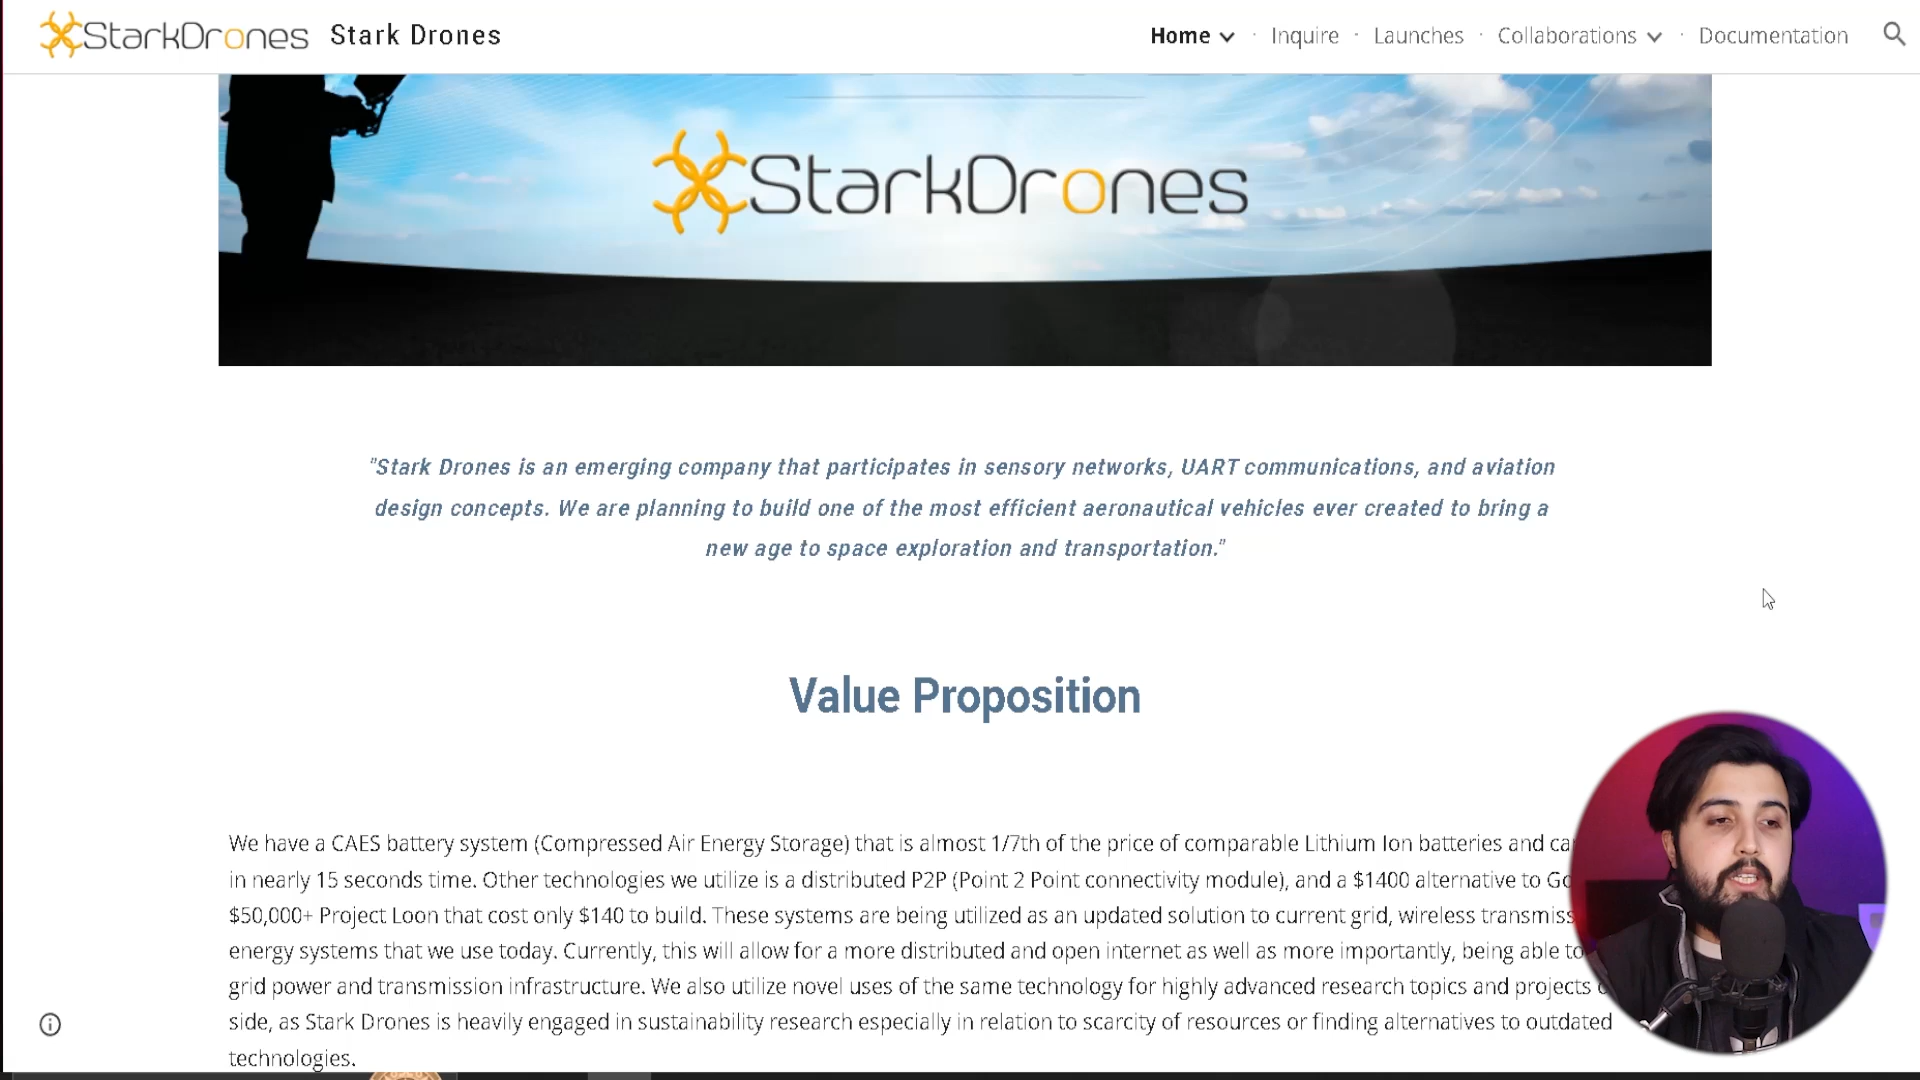 StarkDrones Stark Drones Home Inquire Launches Collaborations Documentation
StarkDrones
"Stark Drones is an emerging company that participates in sensory networks, UART communications, and aviation
design concepts. We are planning to build one of the most efficient aeronautical vehicles ever created to bring a
new age to space exploration and transportation."
Value Proposition
We have a CAES battery system (Compressed Air Energy Storage) that is almost 1/7th of the price of comparable Lithium Ion batteries and
in nearly 15 seconds time. Other technologies we utilize is a distributed P2P (Point 2 Point connectivity module), and a $1400 alternative to
$50,000+ Project Loon that cost only $140 to build. These systems are being utilized as an updated solution to current grid, wireless
energy systems that we use today. Currently, this will allow for a more distributed and open internet as well as more importantly, being able to
grid power and transmission infrastructure. We also utilize novel uses of the same technology for highly advanced research topics and projects
side, as Stark Drones is heavily engaged in sustainability research especially in relation to scarcity of resources or finding alternatives to outdated
technologies.